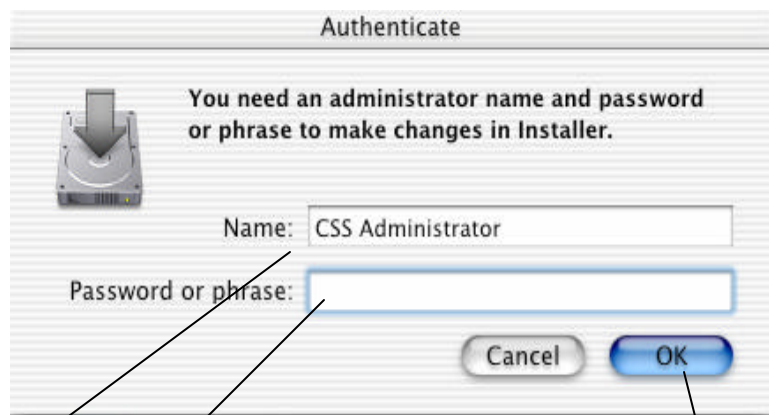 Authenticate
You need an administrator name and password
or phrase to make changes in Installer.
Name: CSS Administrator
Password or phrase:
Cancel OK